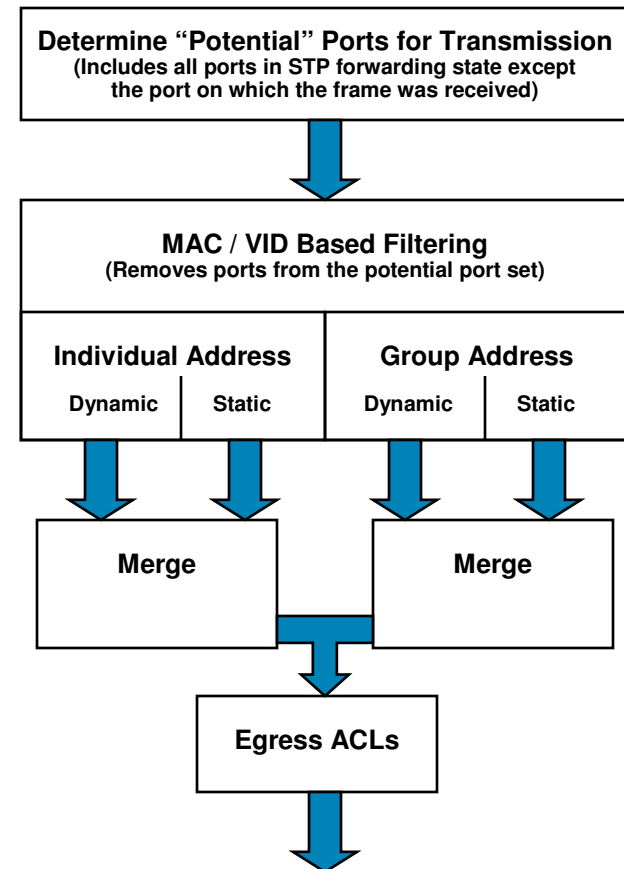 Determine “Potential” Ports for Transmission
(Includes all ports in STP forwarding state except
the port on which the frame was received)
MAC / VID Based Filtering
(Removes ports from the potential port set)
Individual Address
Group Address
Dynamic
Static
Dynamic
Static
Merge
Merge
Egress ACLs